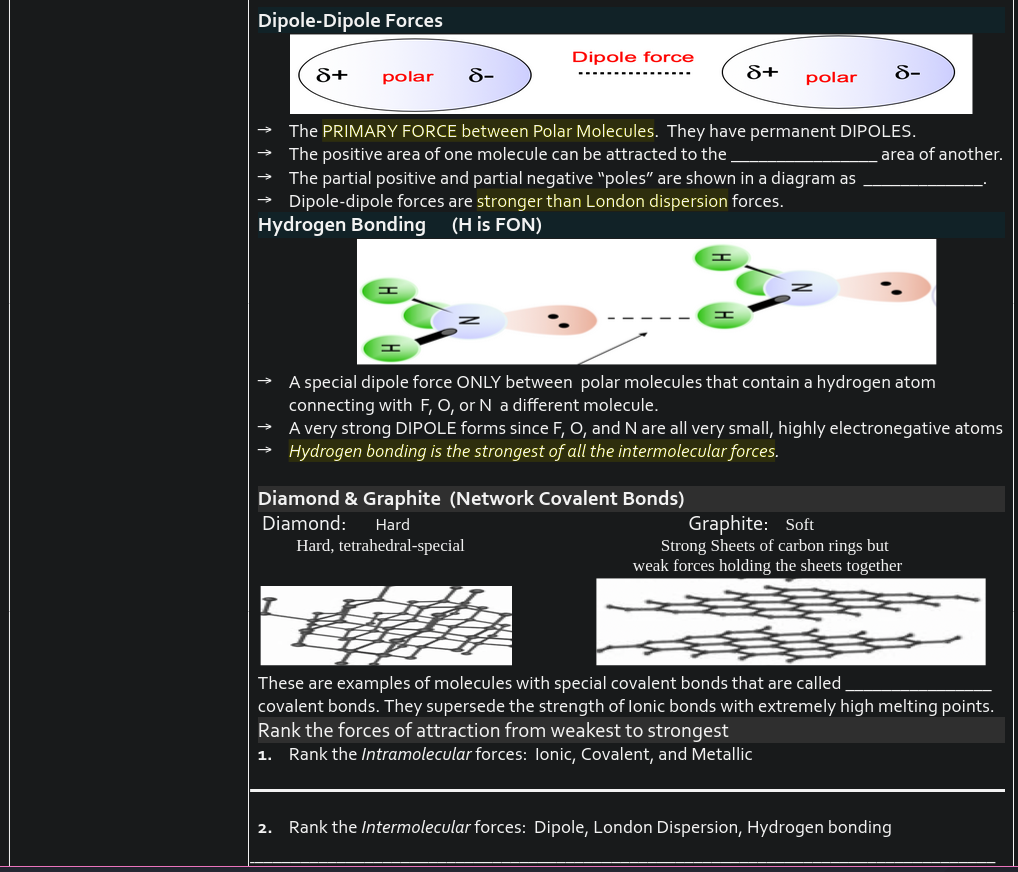 Dipole-Dipole Forces
δ+ polar δ- Dipole force δ+ polar δ-
→ The PRIMARY FORCE between Polar Molecules. They have permanent DIPOLES.
→ The positive area of one molecule can be attracted to the ________________ area of another.
→ The partial positive and partial negative “poles” are shown in a diagram as _____________.
→ Dipole-dipole forces are stronger than London dispersion forces.
Hydrogen Bonding (H is FON)
H N H H N H
→ A special dipole force ONLY between polar molecules that contain a hydrogen atom
connecting with F, O, or N a different molecule.
→ A very strong DIPOLE forms since F, O, and N are all very small, highly electronegative atoms
→ Hydrogen bonding is the strongest of all the intermolecular forces.
Diamond & Graphite (Network Covalent Bonds)
Diamond: Hard Graphite: Soft
Hard, tetrahedral-special Strong Sheets of carbon rings but
weak forces holding the sheets together
These are examples of molecules with special covalent bonds that are called ________________
covalent bonds. They supersede the strength of Ionic bonds with extremely high melting points.
Rank the forces of attraction from weakest to strongest
1. Rank the Intramolecular forces: Ionic, Covalent, and Metallic
2. Rank the Intermolecular forces: Dipole, London Dispersion, Hydrogen bonding